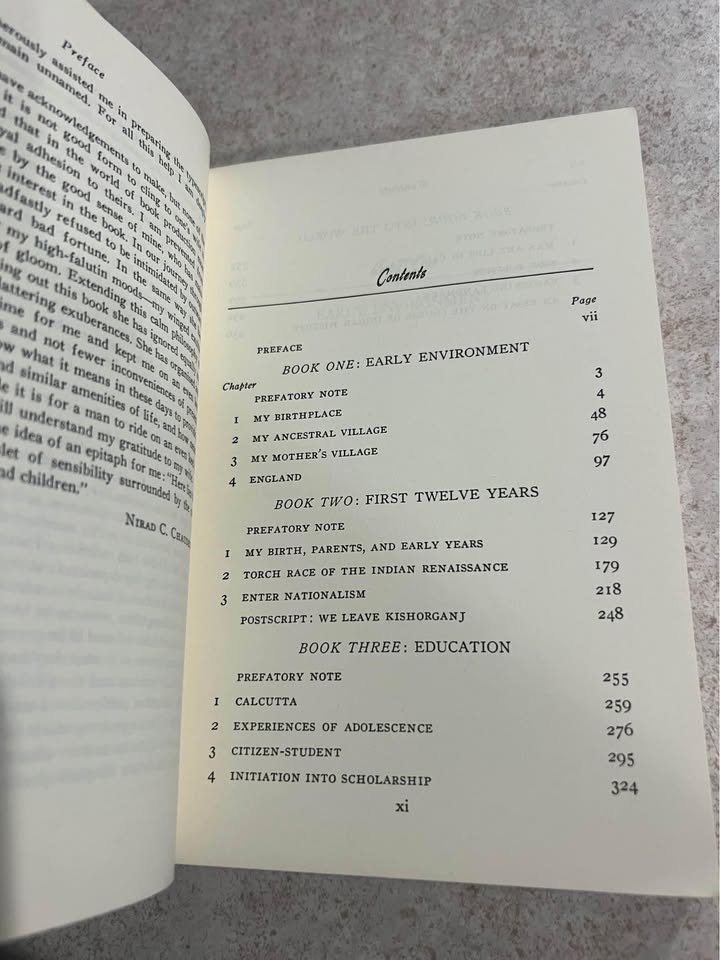 Preface
assisted me in preparing the
unnamed. For all this help I am
have acknowledgements to make, but none of
it is not good form to cling to one's
that in the world of book production
adhesion to theirs. I am prevented
by the good sense of mine, who has
interest in the book. In our journey
refused to be intimidated by
bad fortune. In the same way she
my high-falutin moods—my winged
of gloom. Extending this calm
out this book she has ignored
exuberances. She has organised
for me and kept me on an even
and not fewer inconveniences of
what it means in these days to
similar amenities of life, and how
it is for a man to ride on an even
will understand my gratitude to my
idea of an epitaph for me: "Here
of sensibility surrounded by the
and children."
NIRAD C.
Contents
Page
PREFACE vii
BOOK ONE: EARLY ENVIRONMENT
Chapter
PREFATORY NOTE 3
1 MY BIRTHPLACE 4
2 MY ANCESTRAL VILLAGE 48
3 MY MOTHER'S VILLAGE 76
4 ENGLAND 97
BOOK TWO: FIRST TWELVE YEARS
PREFATORY NOTE 127
1 MY BIRTH, PARENTS, AND EARLY YEARS 129
2 TORCH RACE OF THE INDIAN RENAISSANCE 179
3 ENTER NATIONALISM 218
POSTSCRIPT: WE LEAVE KISHORGANJ 248
BOOK THREE: EDUCATION
PREFATORY NOTE 255
1 CALCUTTA 259
2 EXPERIENCES OF ADOLESCENCE 276
3 CITIZEN-STUDENT 295
4 INITIATION INTO SCHOLARSHIP 324
xi